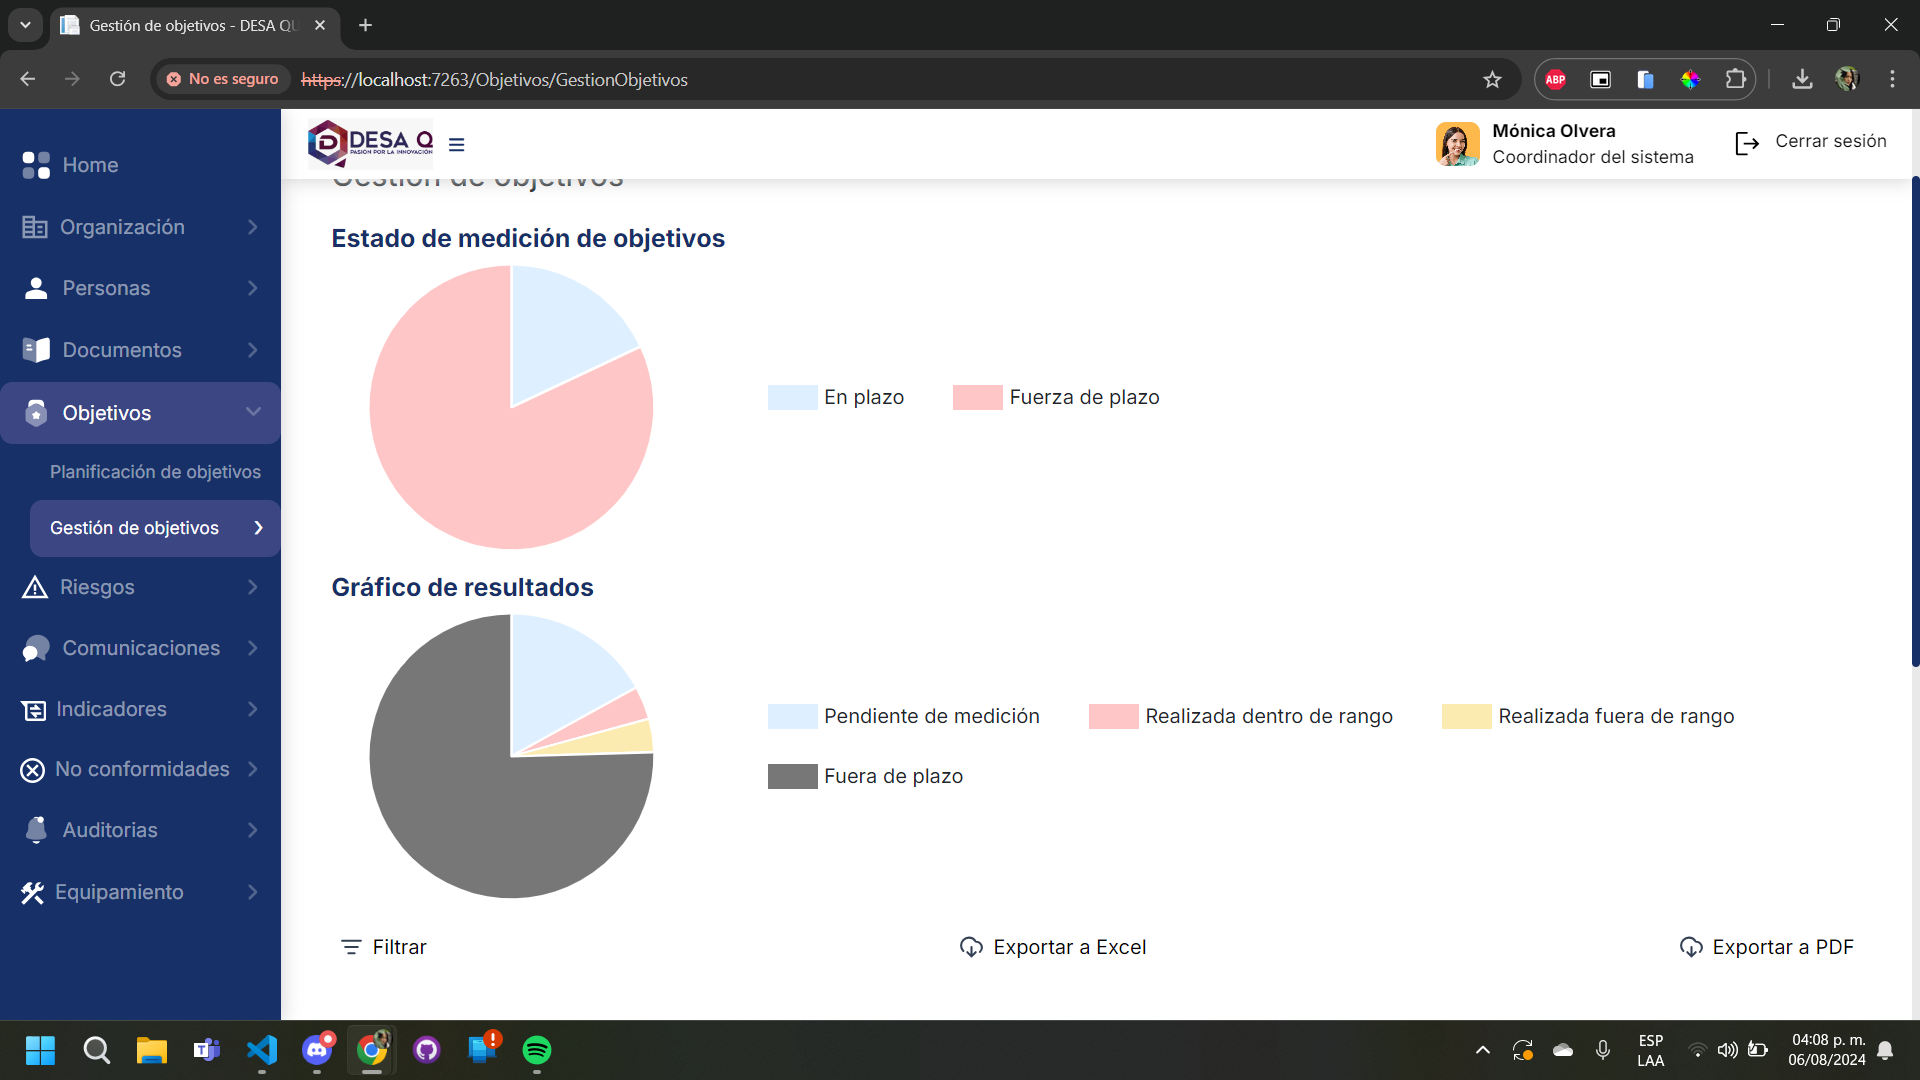 Gestión de objetivos - DESA QU
No es seguro
https://localhost:7263/Objetivos/GestionObjetivos
ABP
DESA Q
PASIÓN POR LA INNOVACIÓN
Mónica Olvera
Coordinador del sistema
Cerrar sesión
Home
Organización
Personas
Documentos
Objetivos
Planificación de objetivos
Gestión de objetivos
Riesgos
Comunicaciones
Indicadores
No conformidades
Auditorias
Equipamiento
Gestión de objetivos
Estado de medición de objetivos
En plazo
Fuerza de plazo
Gráfico de resultados
Pendiente de medición
Realizada dentro de rango
Realizada fuera de rango
Fuera de plazo
Filtrar
Exportar a Excel
Exportar a PDF
ESP
LAA
04:08 p. m.
06/08/2024